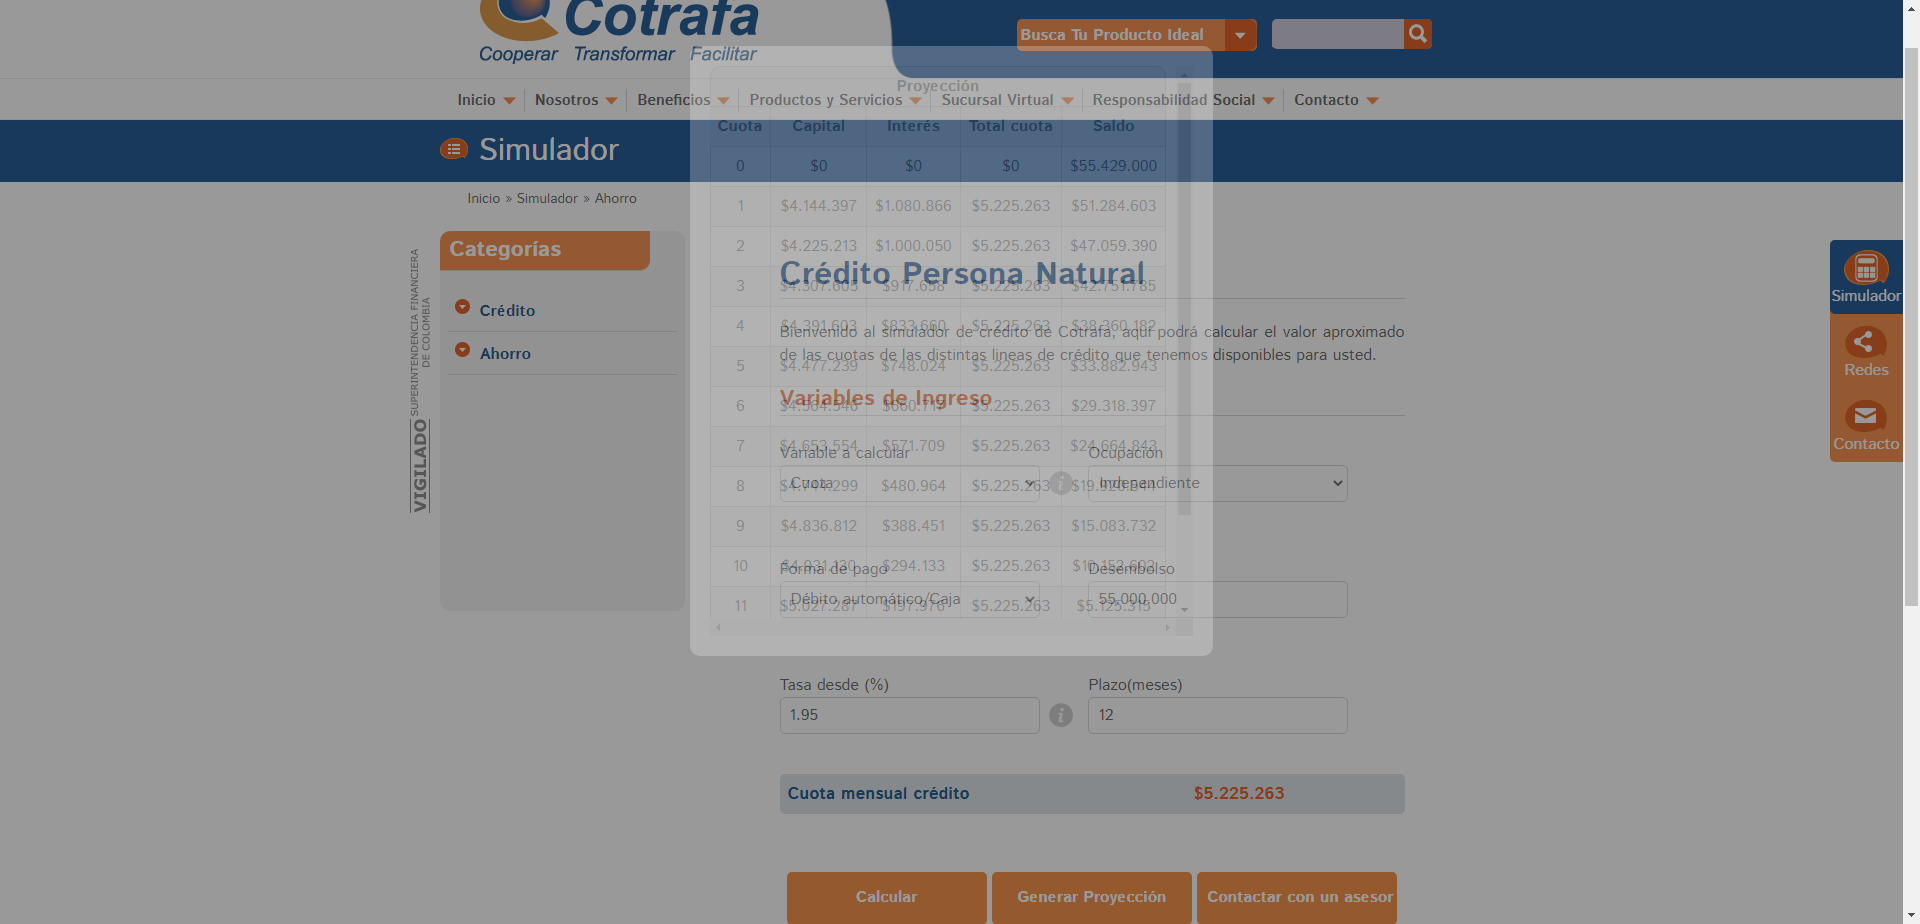 Cotrafa
Cooperar Transformar Facilitar
Busca Tu Producto Ideal
Inicio Nosotros Beneficios Productos y Servicios Sucursal Virtual Responsabilidad Social Contacto
Simulador
Inicio » Simulador » Ahorro
Categorías
Crédito
Ahorro
VIGILADO SUPERINTENDENCIA FINANCIERA
DE COLOMBIA
Proyección
Cuota Capital Interés Total cuota Saldo
0 $0 $0 $0 $55.429.000
1 $4.144.397 $1.080.866 $5.225.263 $51.284.603
2 $4.225.213 $1.000.050 $5.225.263 $47.059.390
3 $4.307.605 $917.658 $5.225.263 $42.751.785
4 $4.391.603 $833.660 $5.225.263 $38.360.182
5 $4.477.239 $748.024 $5.225.263 $33.882.943
6 $4.564.546 $660.717 $5.225.263 $29.318.397
7 $4.653.554 $571.709 $5.225.263 $24.664.843
8 $4.744.299 $480.964 $5.225.263 $19.920.544
9 $4.836.812 $388.451 $5.225.263 $15.083.732
10 $4.931.130 $294.133 $5.225.263 $10.152.602
11 $5.027.287 $197.976 $5.225.263 $5.125.315
Crédito Persona Natural
Bienvenido al simulador de crédito de Cotrafa, aquí podrá calcular el valor aproximado
de las cuotas de las distintas lineas de crédito que tenemos disponibles para usted.
Variables de Ingreso
Variable a calcular Ocupación
Cuota Independiente
Forma de pago Desembolso
Débito automático/Caja 55.000.000
Tasa desde (%) Plazo(meses)
1.95 12
Cuota mensual crédito $5.225.263
Calcular Generar Proyección Contactar con un asesor
Simulador
Redes
Contacto